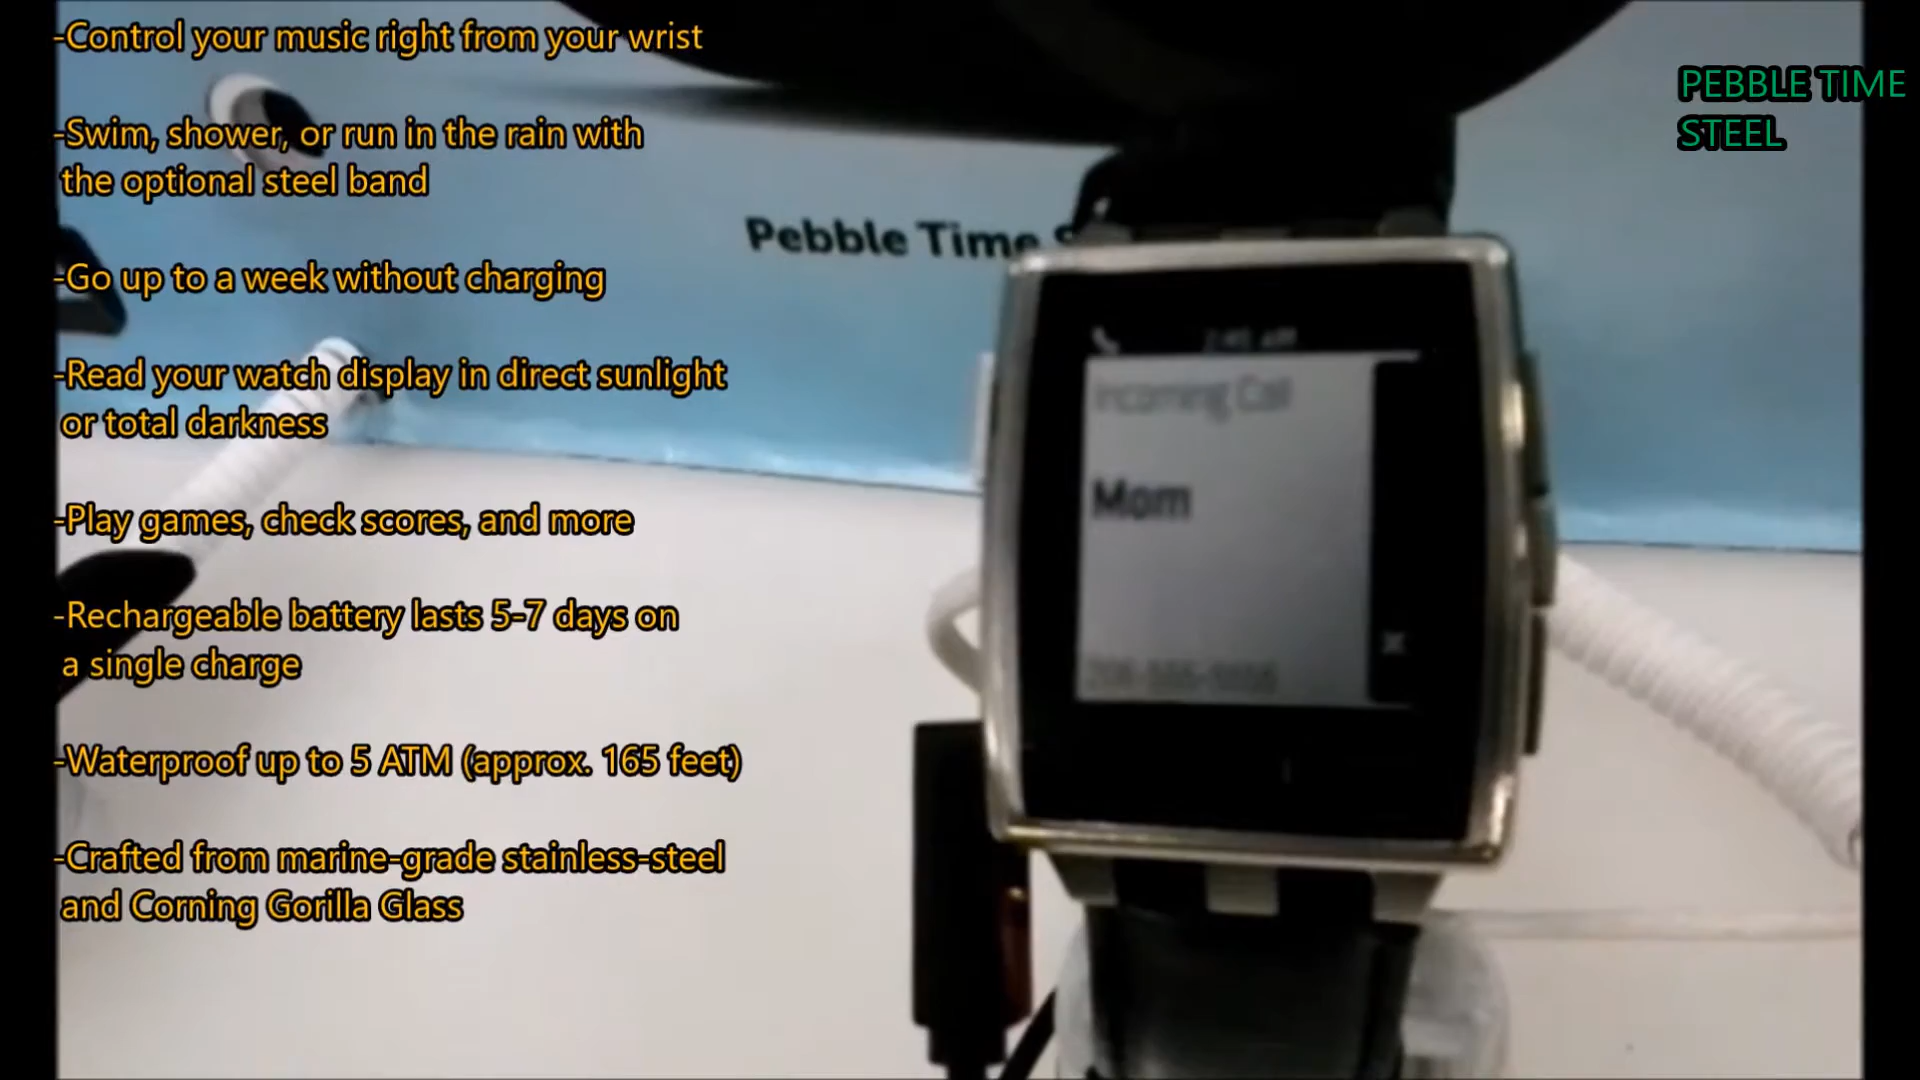 -Control your music right from your wrist
-Swim, shower, or run in the rain with
the optional steel band
-Go up to a week without charging
-Read your watch display in direct sunlight
or total darkness
-Play games, check scores, and more
-Rechargeable battery lasts 5-7 days on
a single charge
-Waterproof up to 5 ATM (approx. 165 feet)
-Crafted from marine-grade stainless-steel
and Corning Gorilla Glass
PEBBLE TIME
STEEL
Pebble Time
Incoming Call
Mom